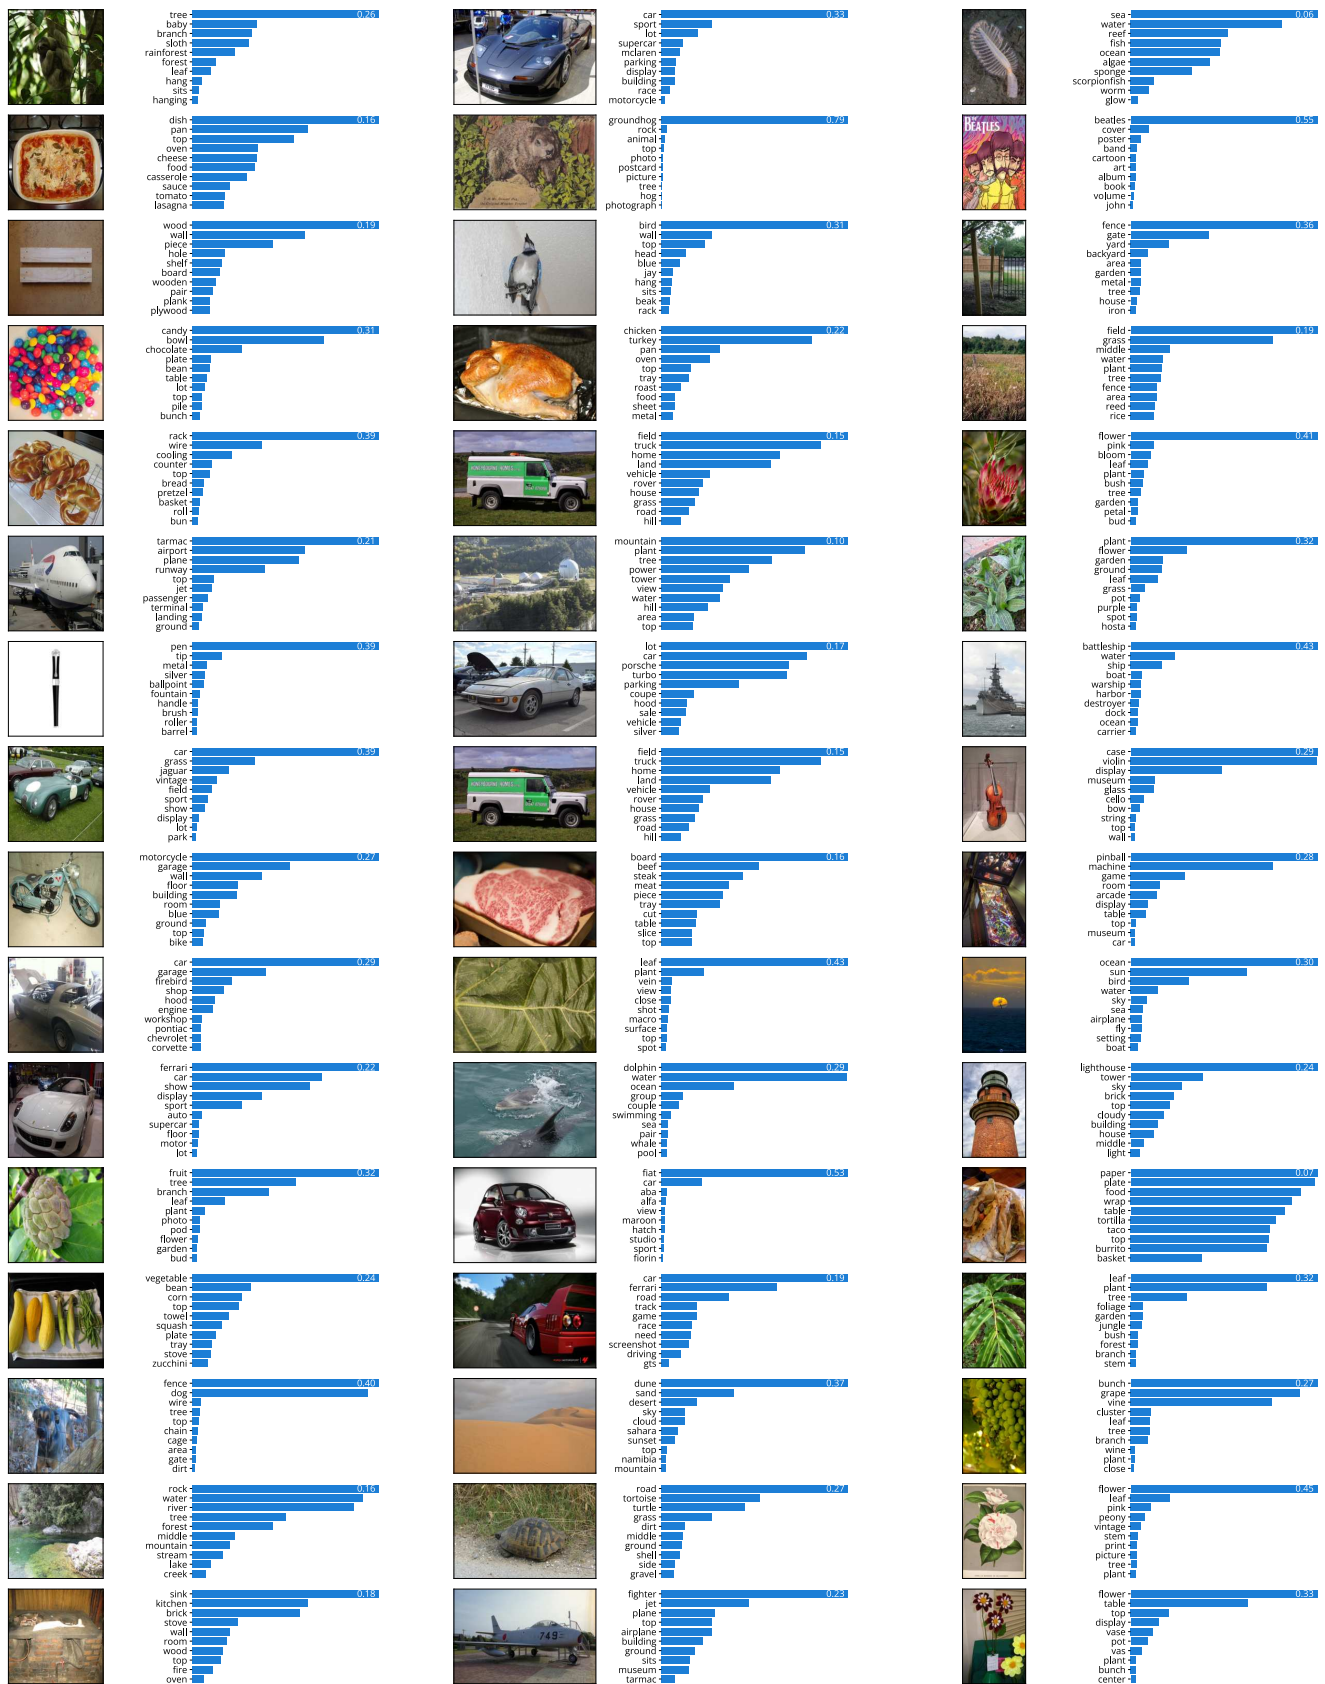 tree 0.26
baby
branch
sloth
rainforest
forest
leaf
hang
sits
hanging
car 0.33
sport
lot
supercar
mclaren
parking
display
building
race
motorcycle
sea 0.06
water
reef
fish
ocean
algae
sponge
scorpionfish
worm
glow
dish 0.16
pan
top
oven
cheese
food
casserole
sauce
tomato
lasagna
groundhog 0.79
rock
animal
top
photo
postcard
picture
tree
hog
photograph
BEATLES
beatles 0.55
cover
poster
band
cartoon
art
album
book
volume
john
wood 0.19
wall
piece
hole
shelf
board
wooden
pair
plank
plywood
bird 0.31
wall
top
head
blue
jay
hang
sits
beak
rack
fence 0.36
gate
yard
backyard
area
garden
metal
tree
house
iron
candy 0.31
bowl
chocolate
plate
bean
table
lot
top
pile
bunch
chicken 0.22
turkey
pan
oven
top
tray
roast
food
sheet
metal
field 0.19
grass
middle
water
plant
tree
fence
area
reed
rice
rack 0.39
wire
cooling
counter
top
bread
pretzel
basket
roll
bun
field 0.15
truck
home
land
vehicle
rover
house
grass
road
hill
flower 0.41
pink
bloom
leaf
plant
bush
tree
garden
petal
bud
tarmac 0.21
airport
plane
runway
top
jet
passenger
terminal
landing
ground
mountain 0.10
plant
tree
power
tower
view
water
hill
area
top
plant 0.32
flower
garden
ground
leaf
grass
pot
purple
spot
hosta
pen 0.39
tip
metal
silver
ballpoint
fountain
handle
brush
roller
barrel
lot 0.17
car
porsche
turbo
parking
coupe
hood
sale
vehicle
silver
battleship 0.43
water
ship
boat
warship
harbor
destroyer
dock
ocean
carrier
car 0.39
grass
jaguar
vintage
field
sport
show
display
lot
park
field 0.15
truck
home
land
vehicle
rover
house
grass
road
hill
case 0.29
violin
display
museum
glass
cello
bow
string
top
wall
motorcycle 0.27
garage
wall
floor
building
room
blue
ground
top
bike
board 0.16
beef
steak
meat
piece
tray
cut
table
slice
top
pinball 0.28
machine
game
room
arcade
display
table
top
museum
car
car 0.29
garage
firebird
shop
hood
engine
workshop
pontiac
chevrolet
corvette
leaf 0.43
plant
vein
view
close
shot
macro
surface
top
spot
ocean 0.30
sun
bird
water
sky
sea
airplane
fly
setting
boat
ferrari 0.22
car
show
display
sport
auto
supercar
floor
motor
lot
dolphin 0.29
water
ocean
group
couple
swimming
sea
pair
whale
pool
lighthouse 0.24
tower
sky
brick
top
cloudy
building
house
middle
light
fruit 0.32
tree
branch
leaf
plant
photo
pod
flower
garden
bud
fiat 0.53
car
aba
alfa
view
maroon
hatch
studio
sport
fiorin
paper 0.07
plate
food
wrap
table
tortilla
taco
top
burrito
basket
vegetable 0.24
bean
corn
top
towel
squash
plate
tray
stove
zucchini
car 0.19
ferrari
road
track
game
race
need
screenshot
driving
gts
leaf 0.32
plant
tree
foliage
garden
jungle
bush
forest
branch
stem
fence 0.40
dog
wire
tree
top
chain
cage
area
gate
dirt
dune 0.37
sand
desert
sky
cloud
sahara
sunset
top
namibia
mountain
bunch 0.27
grape
vine
cluster
leaf
tree
branch
wine
plant
close
rock 0.16
water
river
tree
forest
middle
mountain
stream
lake
creek
road 0.27
tortoise
turtle
grass
dirt
middle
ground
shell
side
gravel
flower 0.45
leaf
pink
peony
vintage
stem
print
picture
tree
plant
sink 0.18
kitchen
brick
stove
wall
room
wood
top
fire
oven
749
fighter 0.23
jet
plane
top
airplane
building
ground
sits
museum
tarmac
flower 0.33
table
top
display
vase
pot
vas
plant
bunch
center